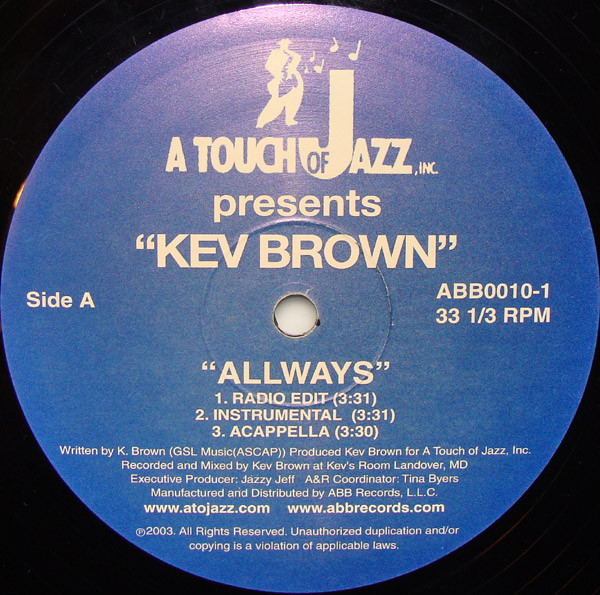 A TOUCH OF JAZZ, INC.
presents
“KEV BROWN”
Side A
ABB0010-1
33 1/3 RPM
“ALLWAYS”
1. RADIO EDIT (3:31)
2. INSTRUMENTAL (3:31)
3. ACAPPELLA (3:30)
Written by K. Brown (GSL Music(ASCAP)) Produced Kev Brown for A Touch of Jazz, Inc.
Recorded and Mixed by Kev Brown at Kev's Room Landover, MD
Executive Producer: Jazzy Jeff A&R Coordinator: Tina Byers
Manufactured and Distributed by ABB Records, L.L.C.
www.atojazz.com www.abbrecords.com
℗2003. All Rights Reserved. Unauthorized duplication and/or
copying is a violation of applicable laws.